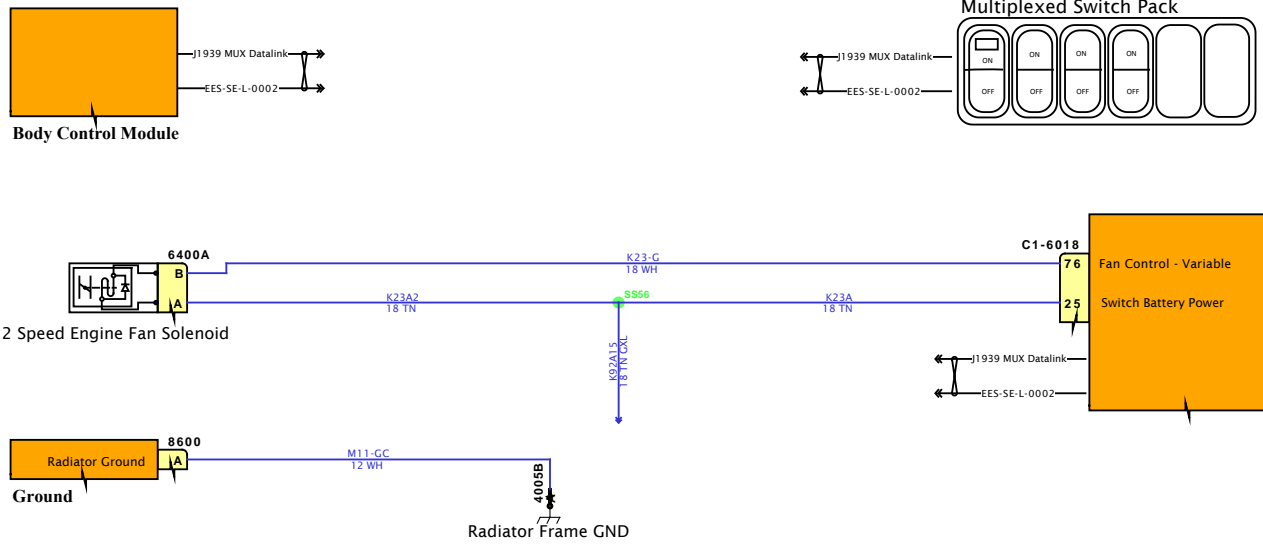 Multiplexed Switch Pack
J1939 MUX Datalink
EES-SE-L-0002
Body Control Module
J1939 MUX Datalink
EES-SE-L-0002
ON
ON
ON
ON
OFF
OFF
OFF
OFF
6400A
B
A
2 Speed Engine Fan Solenoid
K23-G
18 WH
K23A2
18 TN
SS56
K23A
18 TN
K92A15
18 TN GXL
C1-6018
76
Fan Control - Variable
25
Switch Battery Power
J1939 MUX Datalink
EES-SE-L-0002
8600
Radiator Ground
A
Ground
M11-GC
12 WH
4005B
A
Radiator Frame GND